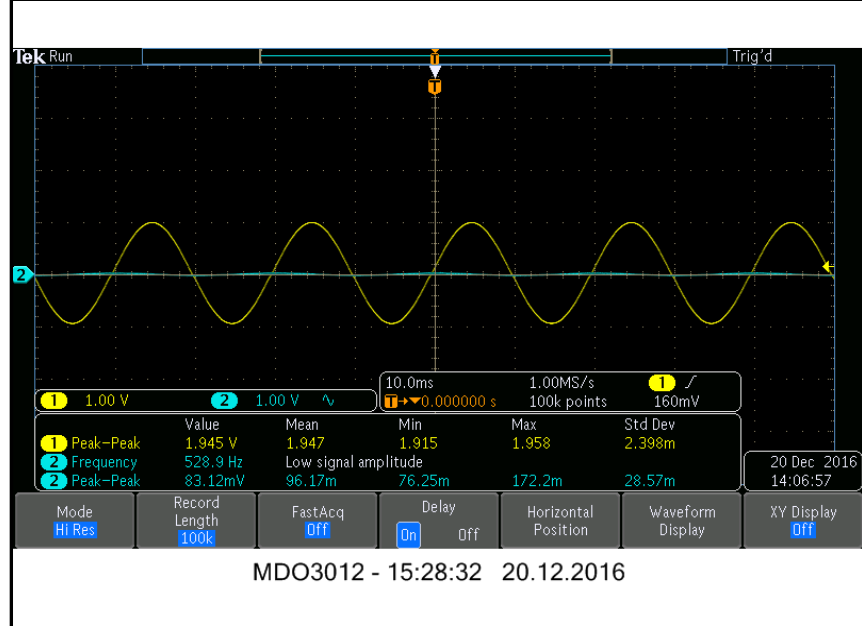 Tek Run Trig'd
T
T
2
1 1.00 V 2 1.00 V ∿
10.0ms 1.00MS/s 1 ∫
T→▼0.000000 s 100k points 160mV
Value Mean Min Max Std Dev
1 Peak-Peak 1.945 V 1.947 1.915 1.958 2.398m
2 Frequency 528.9 Hz Low signal amplitude
2 Peak-Peak 83.12mV 96.17m 76.25m 172.2m 28.57m
20 Dec 2016
14:06:57
Mode
Hi Res
Record
Length
100k
FastAcq
Off
Delay
On Off
Horizontal
Position
Waveform
Display
XY Display
Off
MDO3012 - 15:28:32 20.12.2016